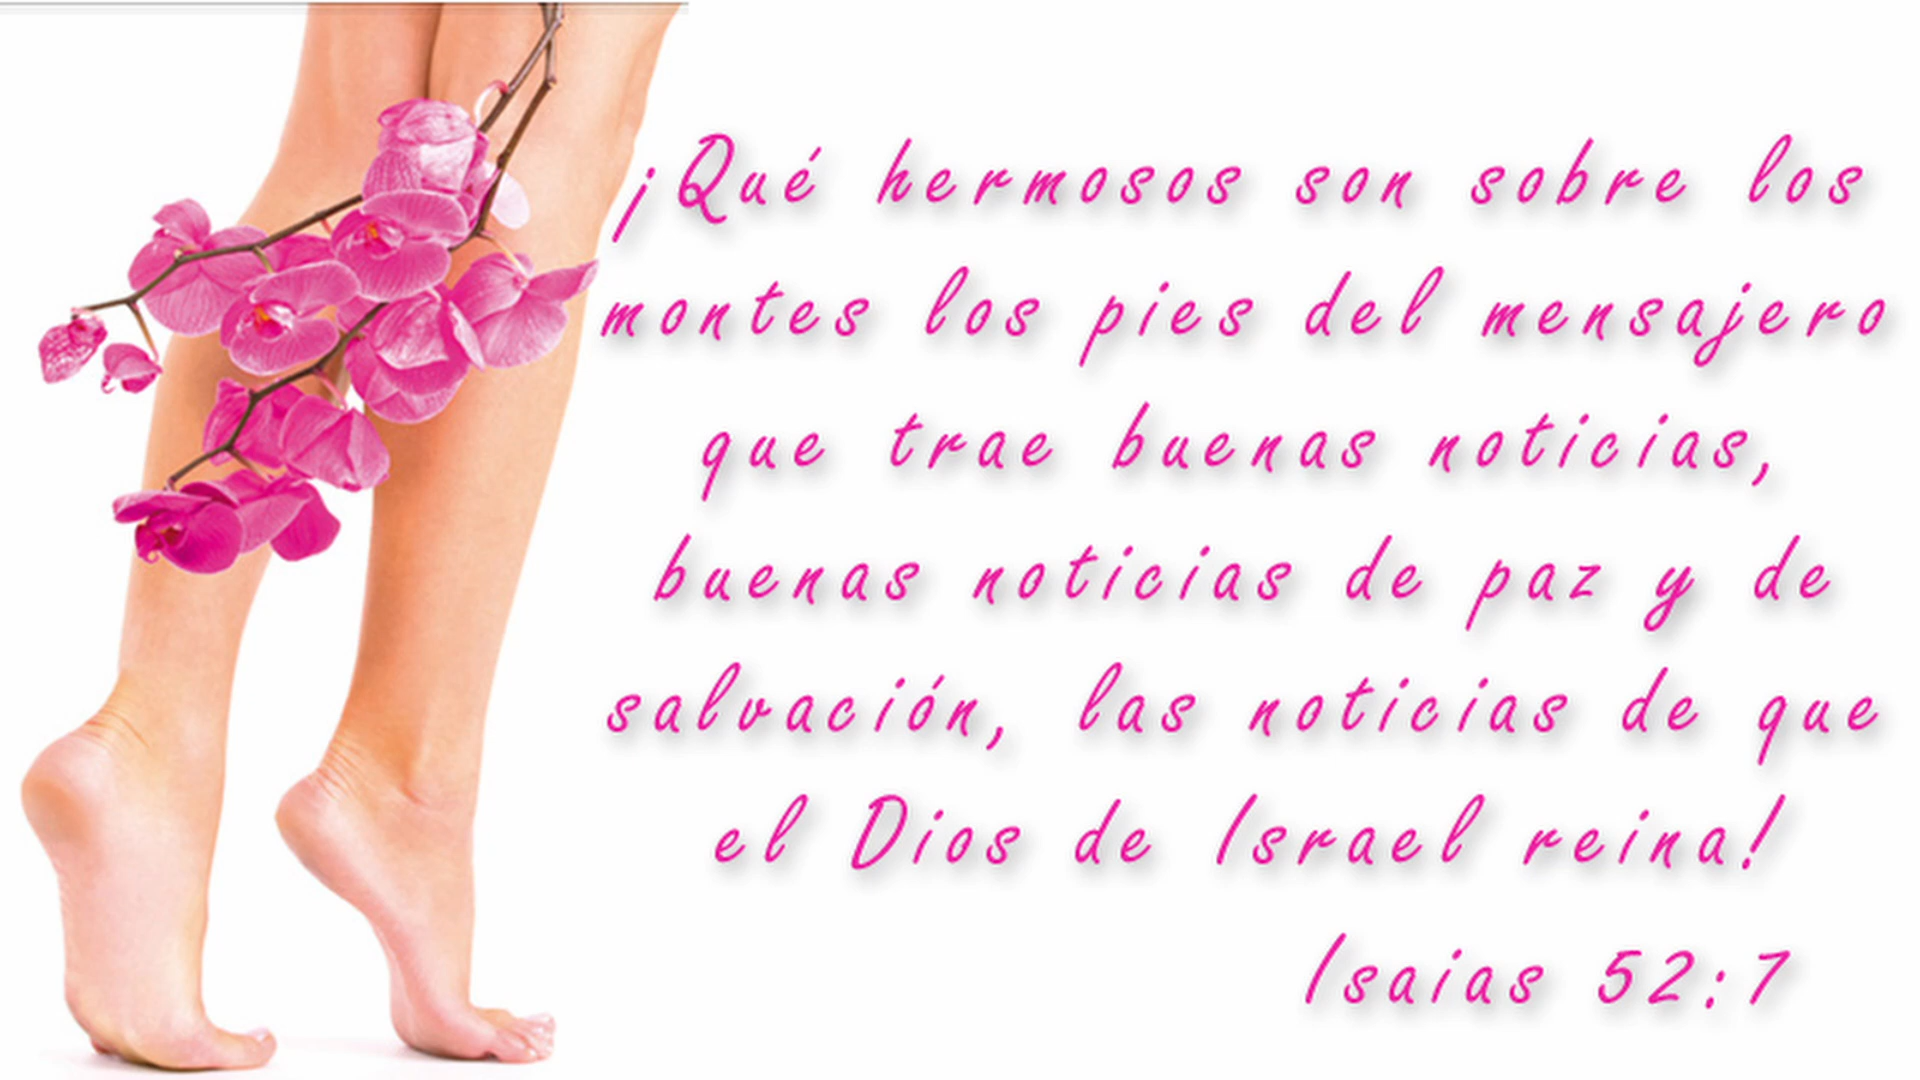 ¡Qué hermosos son sobre los
montes los pies del mensajero
que trae buenas noticias,
buenas noticias de paz y de
salvación, las noticias de que
el Dios de Israel reina!
Isaias 52:7